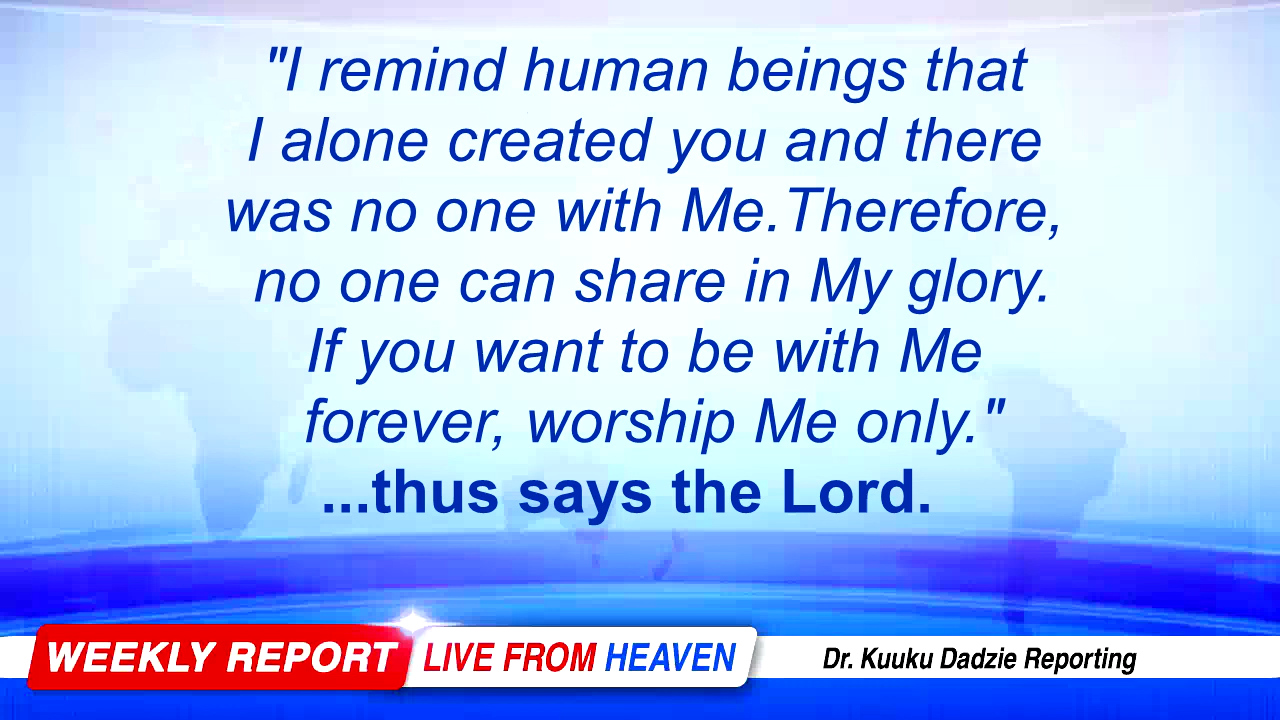 "I remind human beings that
I alone created you and there
was no one with Me.Therefore,
no one can share in My glory.
If you want to be with Me
forever, worship Me only."
...thus says the Lord.
WEEKLY REPORT LIVE FROM HEAVEN Dr. Kuuku Dadzie Reporting